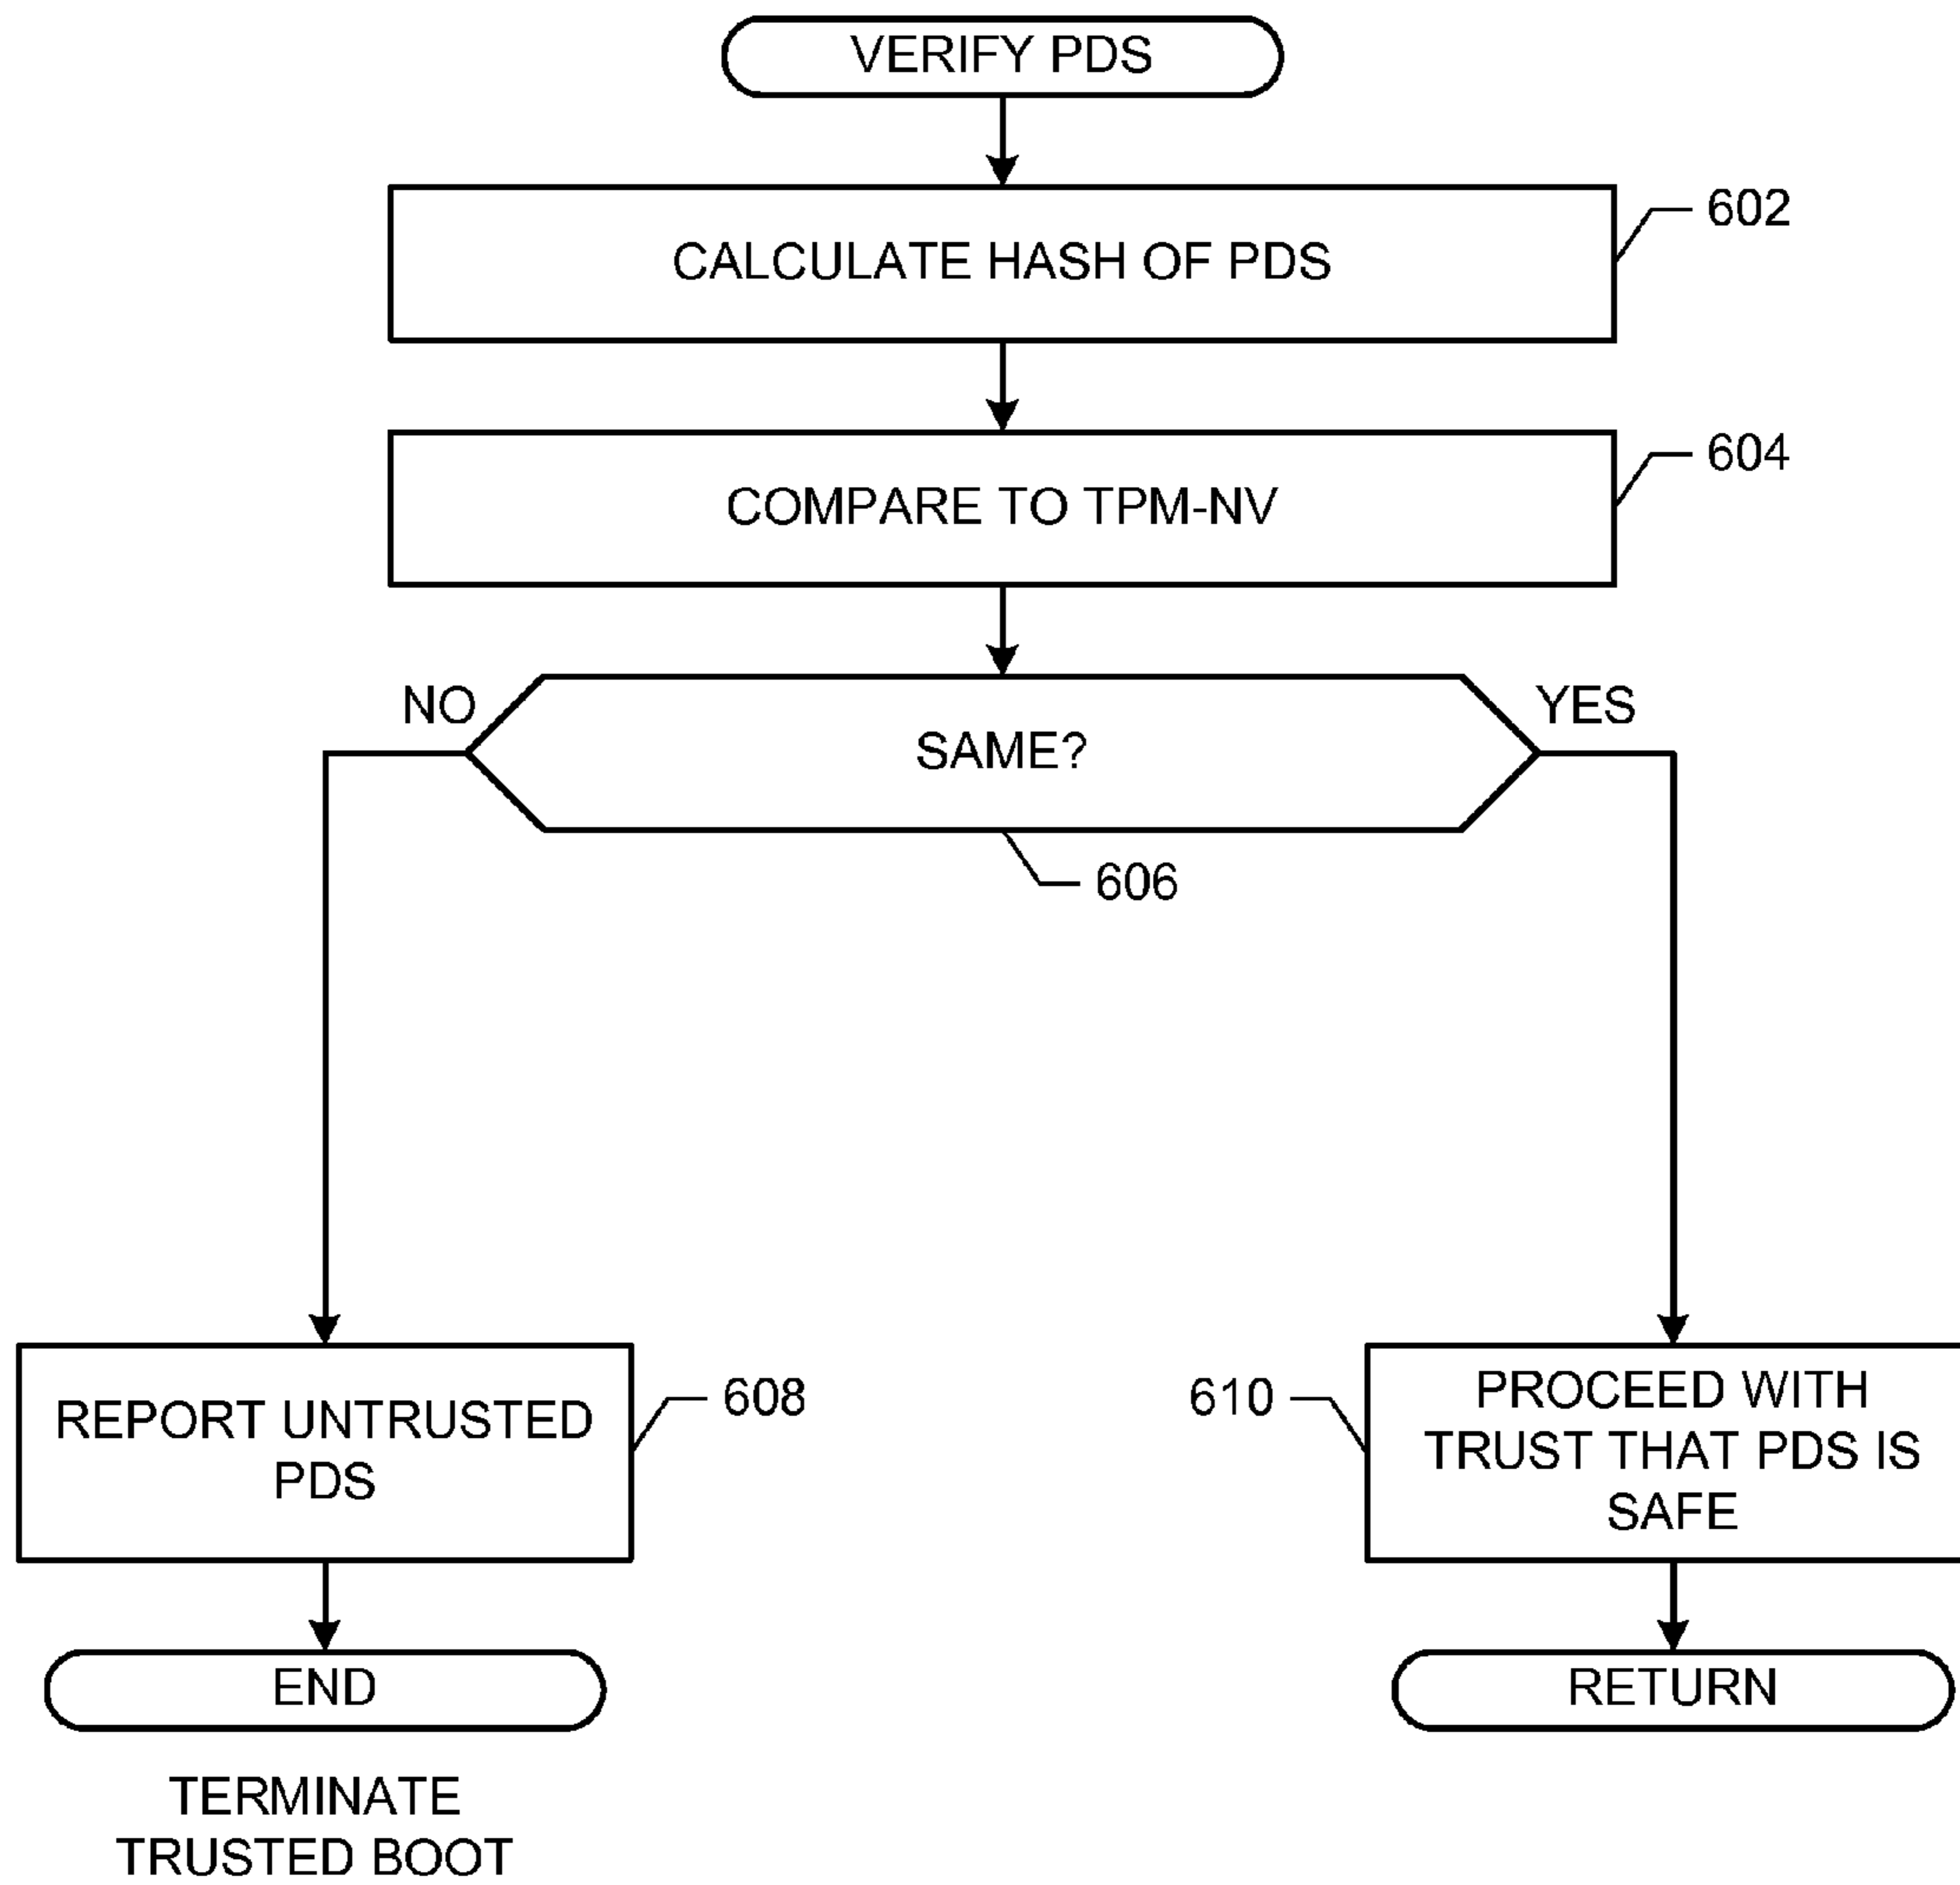 VERIFY PDS
602
CALCULATE HASH OF PDS
604
COMPARE TO TPM-NV
NO
YES
SAME?
606
REPORT UNTRUSTED
PDS
608
610
PROCEED WITH
TRUST THAT PDS IS
SAFE
END
RETURN
TERMINATE
TRUSTED BOOT